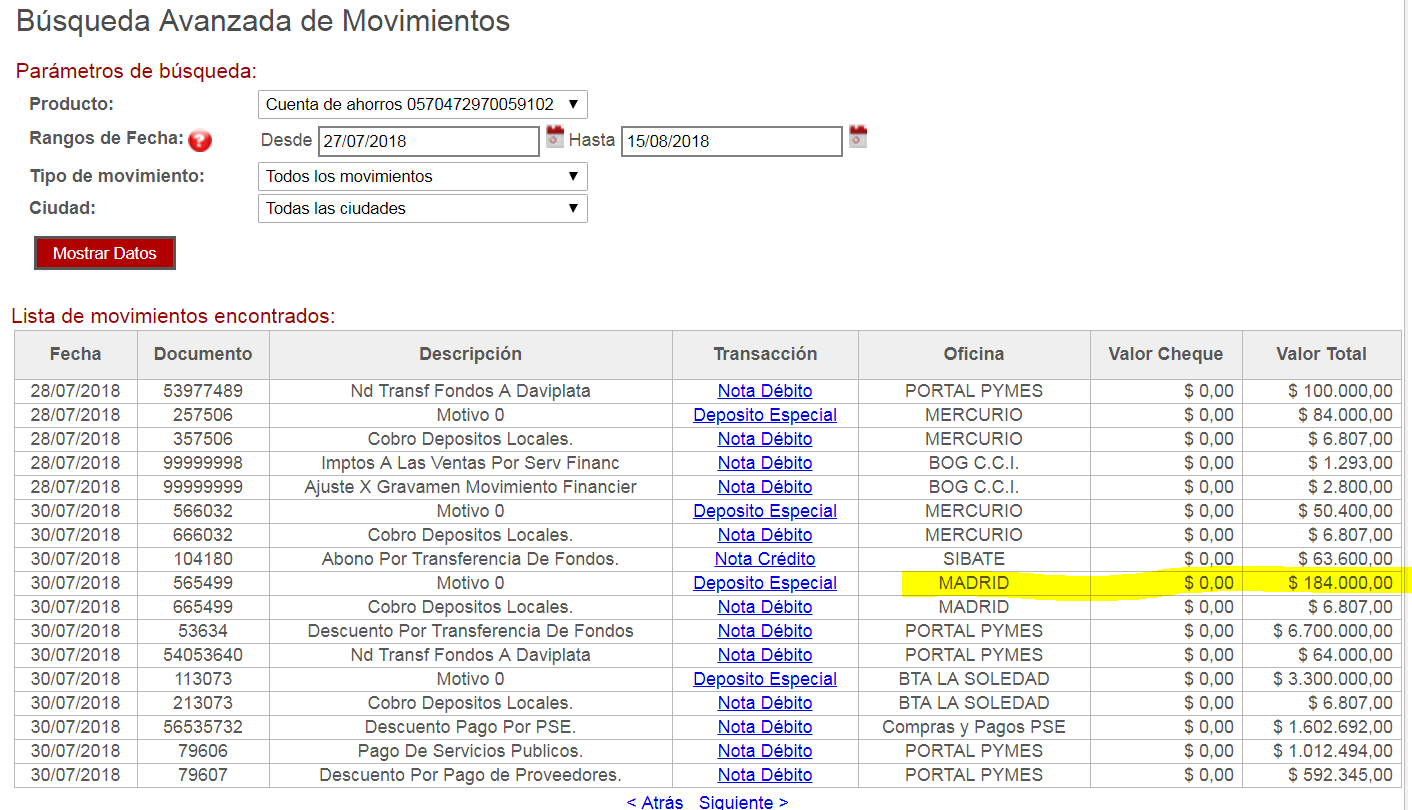 Búsqueda Avanzada de Movimientos
Parámetros de búsqueda:
Producto: Cuenta de ahorros 0570472970059102 ▼
Rangos de Fecha: ? Desde 27/07/2018 Hasta 15/08/2018
Tipo de movimiento: Todos los movimientos ▼
Ciudad: Todas las ciudades ▼
Mostrar Datos
Lista de movimientos encontrados:
Fecha Documento Descripción Transacción Oficina Valor Cheque Valor Total
28/07/2018 53977489 Nd Transf Fondos A Daviplata Nota Débito PORTAL PYMES $ 0,00 $ 100.000,00
28/07/2018 257506 Motivo 0 Deposito Especial MERCURIO $ 0,00 $ 84.000,00
28/07/2018 357506 Cobro Depositos Locales. Nota Débito MERCURIO $ 0,00 $ 6.807,00
28/07/2018 99999998 Imptos A Las Ventas Por Serv Financ Nota Débito BOG C.C.I. $ 0,00 $ 1.293,00
28/07/2018 99999999 Ajuste X Gravamen Movimiento Financier Nota Débito BOG C.C.I. $ 0,00 $ 2.800,00
30/07/2018 566032 Motivo 0 Deposito Especial MERCURIO $ 0,00 $ 50.400,00
30/07/2018 666032 Cobro Depositos Locales. Nota Débito MERCURIO $ 0,00 $ 6.807,00
30/07/2018 104180 Abono Por Transferencia De Fondos. Nota Crédito SIBATE $ 0,00 $ 63.600,00
30/07/2018 565499 Motivo 0 Deposito Especial MADRID $ 0,00 $ 184.000,00
30/07/2018 665499 Cobro Depositos Locales. Nota Débito MADRID $ 0,00 $ 6.807,00
30/07/2018 53634 Descuento Por Transferencia De Fondos Nota Débito PORTAL PYMES $ 0,00 $ 6.700.000,00
30/07/2018 54053640 Nd Transf Fondos A Daviplata Nota Débito PORTAL PYMES $ 0,00 $ 64.000,00
30/07/2018 113073 Motivo 0 Deposito Especial BTA LA SOLEDAD $ 0,00 $ 3.300.000,00
30/07/2018 213073 Cobro Depositos Locales. Nota Débito BTA LA SOLEDAD $ 0,00 $ 6.807,00
30/07/2018 56535732 Descuento Pago Por PSE. Nota Débito Compras y Pagos PSE $ 0,00 $ 1.602.692,00
30/07/2018 79606 Pago De Servicios Publicos. Nota Débito PORTAL PYMES $ 0,00 $ 1.012.494,00
30/07/2018 79607 Descuento Por Pago de Proveedores. Nota Débito PORTAL PYMES $ 0,00 $ 592.345,00
< Atrás Siguiente >